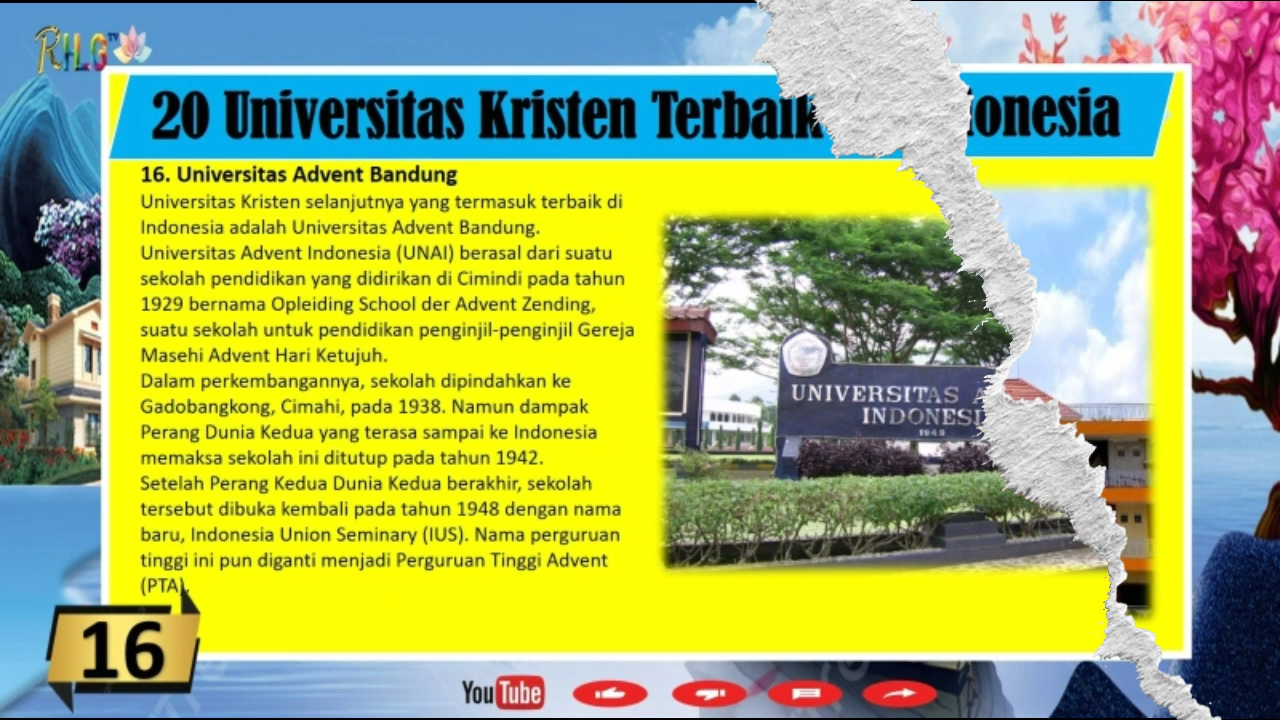 RHLG TV
20 Universitas Kristen Terbaik onesia
16. Universitas Advent Bandung
Universitas Kristen selanjutnya yang termasuk terbaik di
Indonesia adalah Universitas Advent Bandung.
Universitas Advent Indonesia (UNAI) berasal dari suatu
sekolah pendidikan yang didirikan di Cimindi pada tahun
1929 bernama Opleiding School der Advent Zending,
suatu sekolah untuk pendidikan penginjil-penginjil Gereja
Masehi Advent Hari Ketujuh.
Dalam perkembangannya, sekolah dipindahkan ke
Gadobangkong, Cimahi, pada 1938. Namun dampak
Perang Dunia Kedua yang terasa sampai ke Indonesia
memaksa sekolah ini ditutup pada tahun 1942.
Setelah Perang Kedua Dunia Kedua berakhir, sekolah
tersebut dibuka kembali pada tahun 1948 dengan nama
baru, Indonesia Union Seminary (IUS). Nama perguruan
tinggi ini pun diganti menjadi Perguruan Tinggi Advent
(PTA).
UNIVERSITAS A
INDONESI
16
YouTube